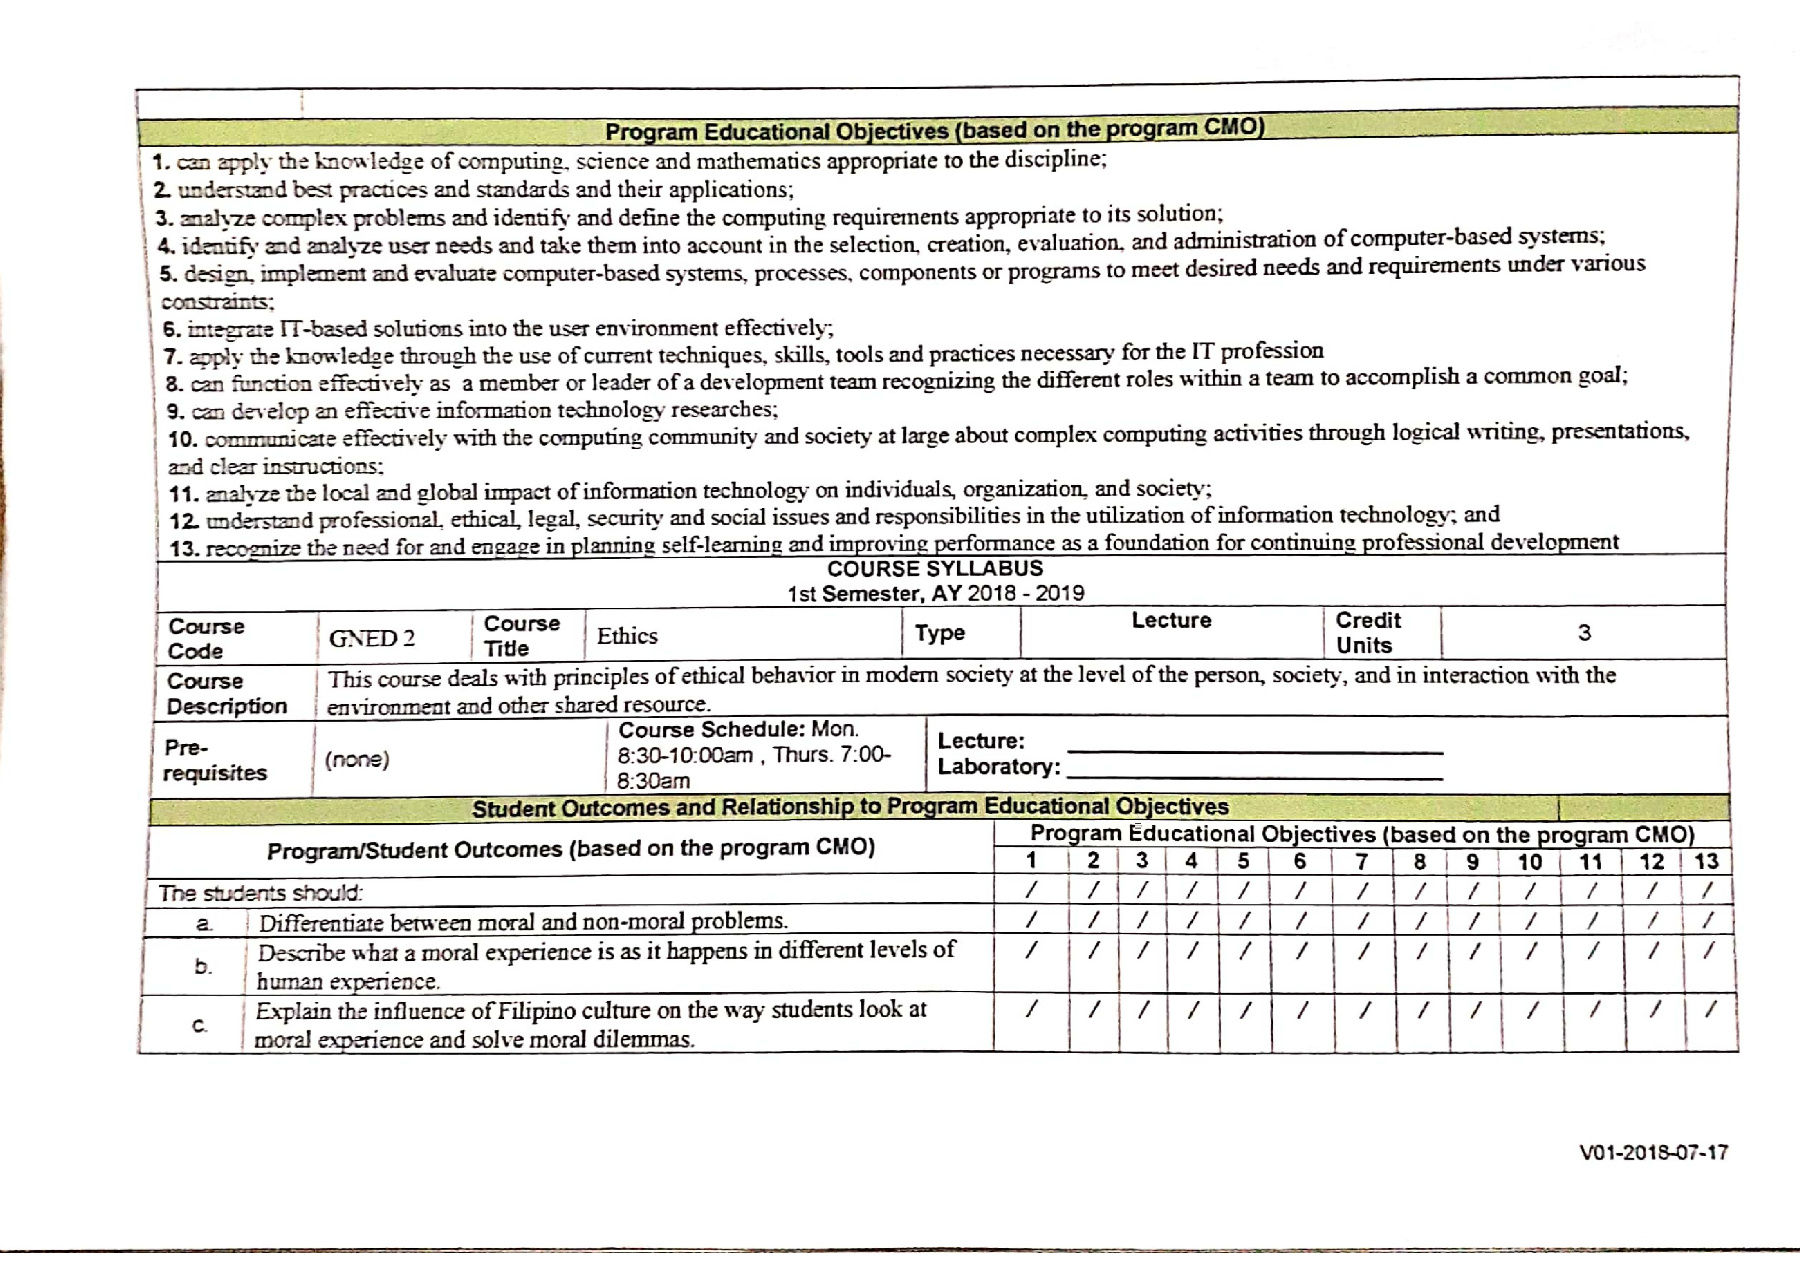 Program Educational Objectives (based on the program CMO)
1. can apply the knowledge of computing, science and mathematics appropriate to the discipline;
2. understand best practices and standards and their applications;
3. analyze complex problems and identify and define the computing requirements appropriate to its solution;
4. identify and analyze user needs and take them into account in the selection, creation, evaluation, and administration of computer-based systems;
5. design, implement and evaluate computer-based systems, processes, components or programs to meet desired needs and requirements under various
constraints;
6. integrate IT-based solutions into the user environment effectively;
7. apply the knowledge through the use of current techniques, skills, tools and practices necessary for the IT profession
8. can function effectively as a member or leader of a development team recognizing the different roles within a team to accomplish a common goal;
9. can develop an effective information technology researches;
10. communicate effectively with the computing community and society at large about complex computing activities through logical writing, presentations,
and clear instructions;
11. analyze the local and global impact of information technology on individuals, organization, and society;
12. understand professional, ethical, legal, security and social issues and responsibilities in the utilization of information technology; and
13. recognize the need for and engage in planning self-learning and improving performance as a foundation for continuing professional development
COURSE SYLLABUS
1st Semester, AY 2018 - 2019
Course Code GNED 2 Course Title Ethics Type Lecture Credit Units 3
Course Description This course deals with principles of ethical behavior in modern society at the level of the person, society, and in interaction with the
environment and other shared resource.
Pre-requisites (none) Course Schedule: Mon.
8:30-10:00am , Thurs. 7:00-
8:30am
Lecture:
Laboratory:
Student Outcomes and Relationship to Program Educational Objectives
Program/Student Outcomes (based on the program CMO)
Program Educational Objectives (based on the program CMO)
1 2 3 4 5 6 7 8 9 10 11 12 13
The students should: / / / / / / / / / / / / /
a. Differentiate between moral and non-moral problems. / / / / / / / / / / / / /
b. Describe what a moral experience is as it happens in different levels of / / / / / / / / / / / / /
human experience.
c. Explain the influence of Filipino culture on the way students look at / / / / / / / / / / / / /
moral experience and solve moral dilemmas.
V01-2018-07-17